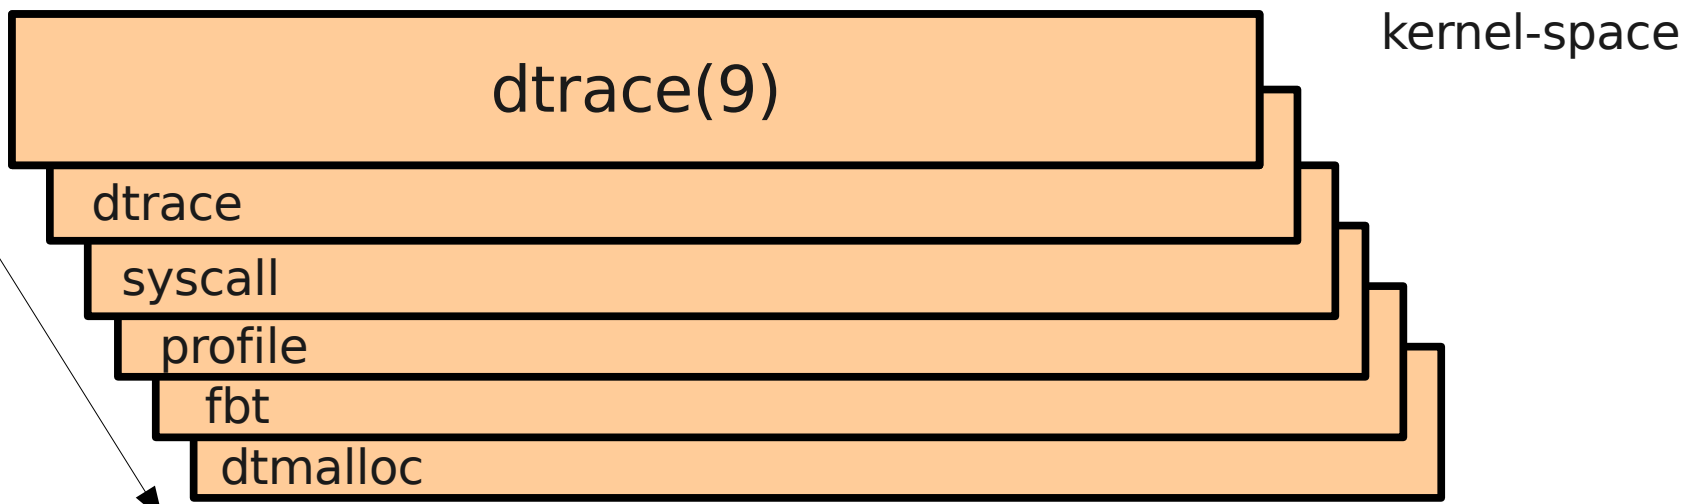 kernel-space
dtrace(9)
dtrace
syscall
profile
fbt
dtmalloc